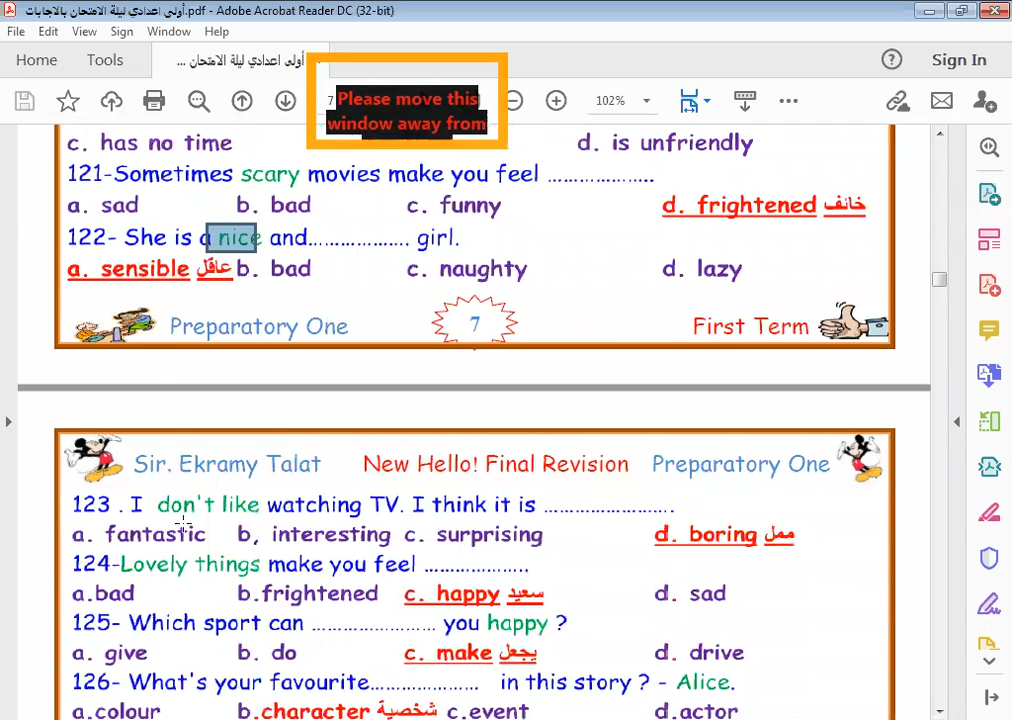 أولى اعدادي ليلة الامتحان بالاجابات.pdf - Adobe Acrobat Reader DC (32-bit)
File Edit View Sign Window Help
Home Tools أولى اعدادي ليلة الامتحان ... Sign In
7 Please move this 102%
window away from
c. has no time d. is unfriendly
121-Sometimes scary movies make you feel ………………..
a. sad b. bad c. funny d. frightened خائف
122- She is a nice and………………. girl.
a. sensible عاقل b. bad c. naughty d. lazy
Preparatory One 7 First Term
Sir. Ekramy Talat New Hello! Final Revision Preparatory One
123 . I don't like watching TV. I think it is …………………….
a. fantastic b, interesting c. surprising d. boring ممل
124-Lovely things make you feel ………………..
a.bad b.frightened c. happy سعيد d. sad
125- Which sport can ………………… you happy ?
a. give b. do c. make يجعل d. drive
126- What's your favourite………………… in this story ? - Alice.
a.colour b.character شخصية c.event d.actor